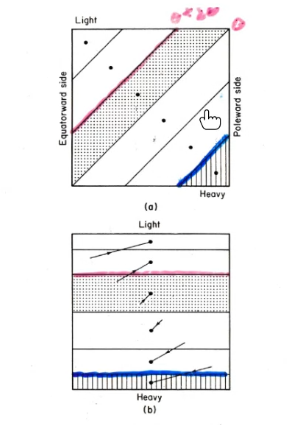 Light
Equatorward side
Poleward side
Heavy
(a)
Light
Heavy
(b)